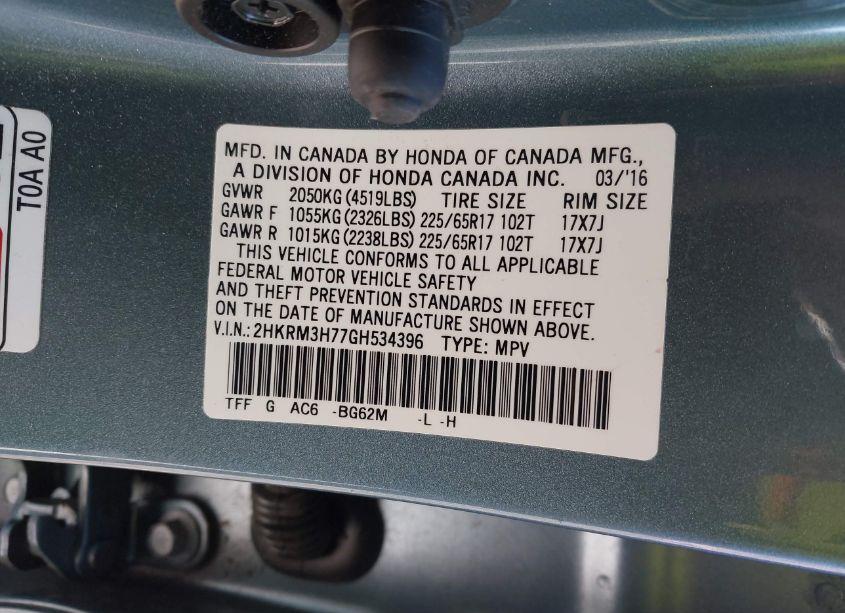 MFD. IN CANADA BY HONDA OF CANADA MFG.,
A DIVISION OF HONDA CANADA INC. 03/'16
GVWR 2050KG (4519LBS) TIRE SIZE RIM SIZE
GAWR F 1055KG (2326LBS) 225/65R17 102T 17X7J
GAWR R 1015KG (2238LBS) 225/65R17 102T 17X7J
THIS VEHICLE CONFORMS TO ALL APPLICABLE
FEDERAL MOTOR VEHICLE SAFETY
AND THEFT PREVENTION STANDARDS IN EFFECT
ON THE DATE OF MANUFACTURE SHOWN ABOVE.
V.I.N.: 2HKRM3H77GH534396 TYPE: MPV
TFF G AC6 -BG62M -L -H
T0A A0